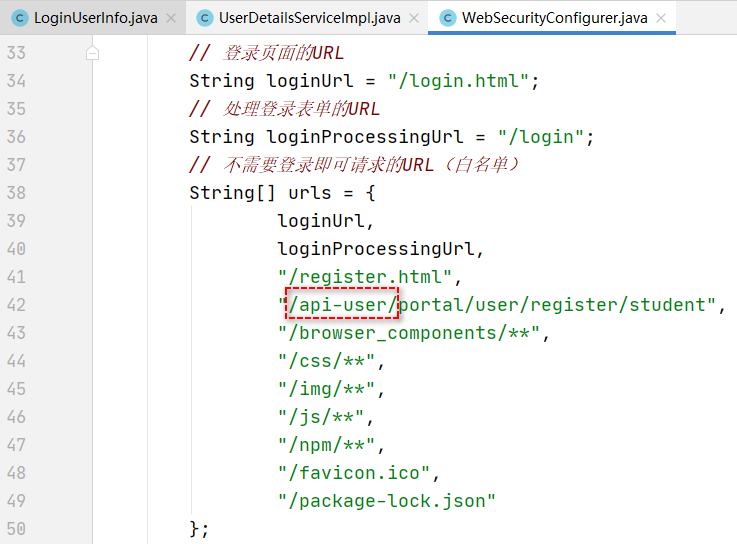 LoginUserInfo.java × UserDetailsServiceImpl.java × WebSecurityConfigurer.java ×
33 // 登录页面的URL
34 String loginUrl = "/login.html";
35 // 处理登录表单的URL
36 String loginProcessingUrl = "/login";
37 // 不需要登录即可请求的URL（白名单）
38 String[] urls = {
39 loginUrl,
40 loginProcessingUrl,
41 "/register.html",
42 "/api-user/portal/user/register/student",
43 "/browser_components/**",
44 "/css/**",
45 "/img/**",
46 "/js/**",
47 "/npm/**",
48 "/favicon.ico",
49 "/package-lock.json"
50 };